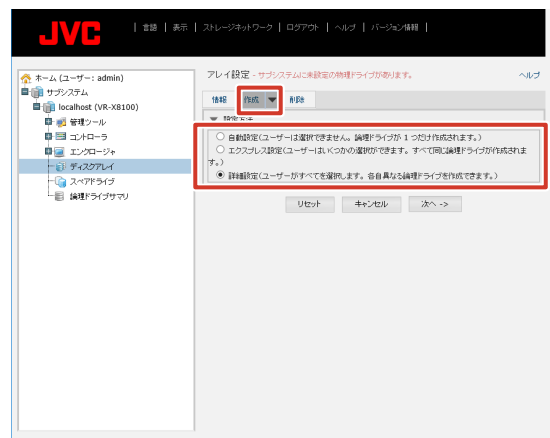 JVC
| 言語 | 表示 | ストレージネットワーク | ログアウト | ヘルプ | バージョン情報 |
ホーム (ユーザー: admin)
サブシステム
localhost (VR-X8100)
管理ツール
コントローラ
エンクロージャ
ディスクアレイ
スペアドライブ
論理ドライブサマリ
アレイ設定 - サブシステムに未設定の物理ドライブが有ります。
ヘルプ
情報 作成 ▼ 削除
▼ 設定方法
自動設定(ユーザーは選択できません。論理ドライブが 1 つだけ作成されます。)
エクスプレス設定(ユーザーはいくつかの選択ができます。すべて同じ論理ドライブが作成されま
す。)
詳細設定(ユーザーがすべてを選択します。各自異なる論理ドライブを作成できます。)
リセット キャンセル 次へ ->